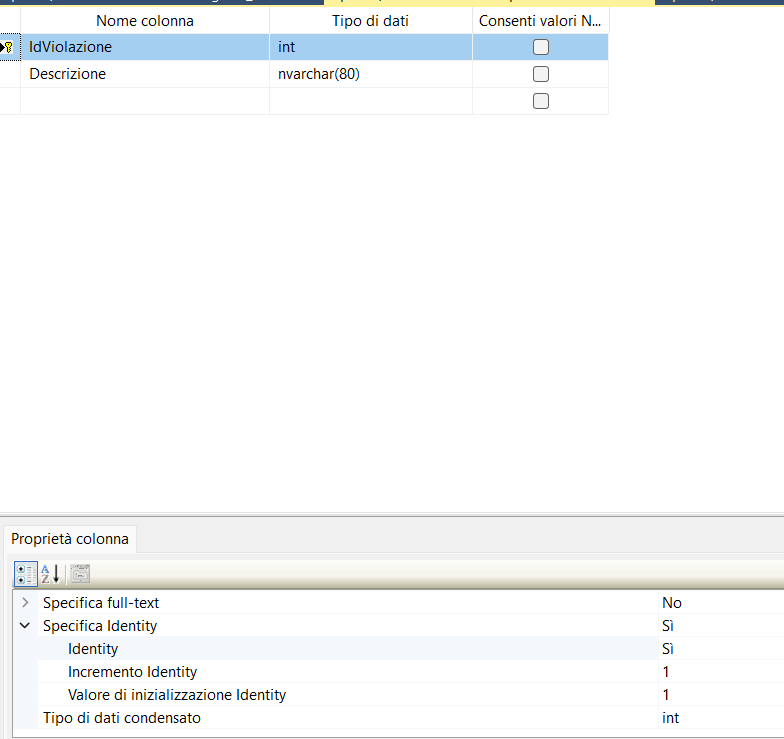 Nome colonna Tipo di dati Consenti valori N...
IdViolazione int
Descrizione nvarchar(80)
Proprietà colonna
Specifica full-text No
Specifica Identity Sì
Identity Sì
Incremento Identity 1
Valore di inizializzazione Identity 1
Tipo di dati condensato int